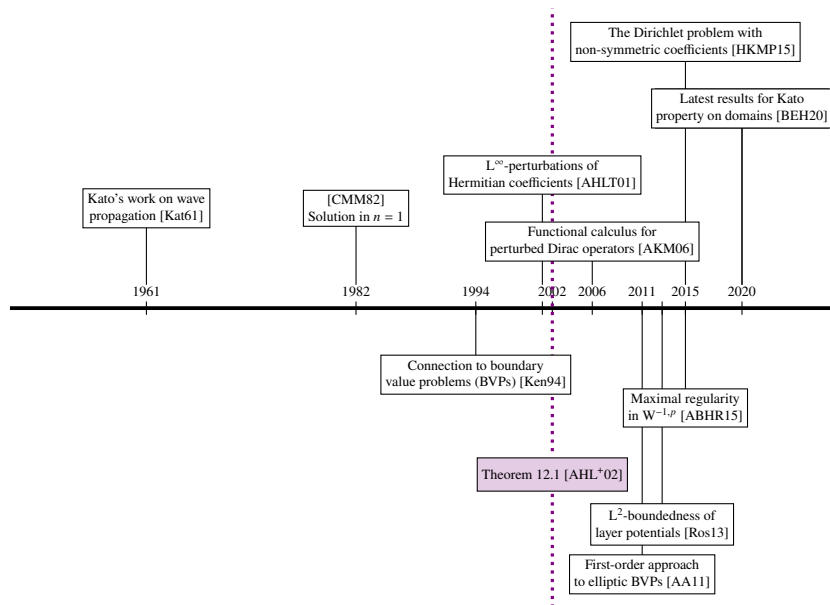 The Dirichlet problem with
non-symmetric coefficients [HKMP15]
Latest results for Kato
property on domains [BEH20]
L∞-perturbations of
Hermitian coefficients [AHLT01]
Kato's work on wave
propagation [Kat61]
[CMM82]
Solution in n = 1
Functional calculus for
perturbed Dirac operators [AKM06]
1961
1982
1994
2002
2006
2011
2015
2020
Connection to boundary
value problems (BVPs) [Ken94]
Maximal regularity
in W⁻¹,ᵖ [ABHR15]
Theorem 12.1 [AHL⁺02]
L²-boundedness of
layer potentials [Ros13]
First-order approach
to elliptic BVPs [AA11]